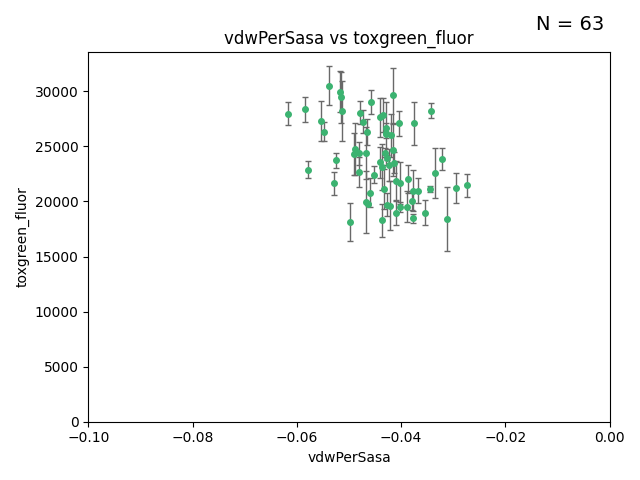 N = 63
vdwPerSasa vs toxgreen_fluor
toxgreen_fluor
30000
25000
20000
15000
10000
5000
0
−0.10 −0.08 −0.06 −0.04 −0.02 0.00
vdwPerSasa